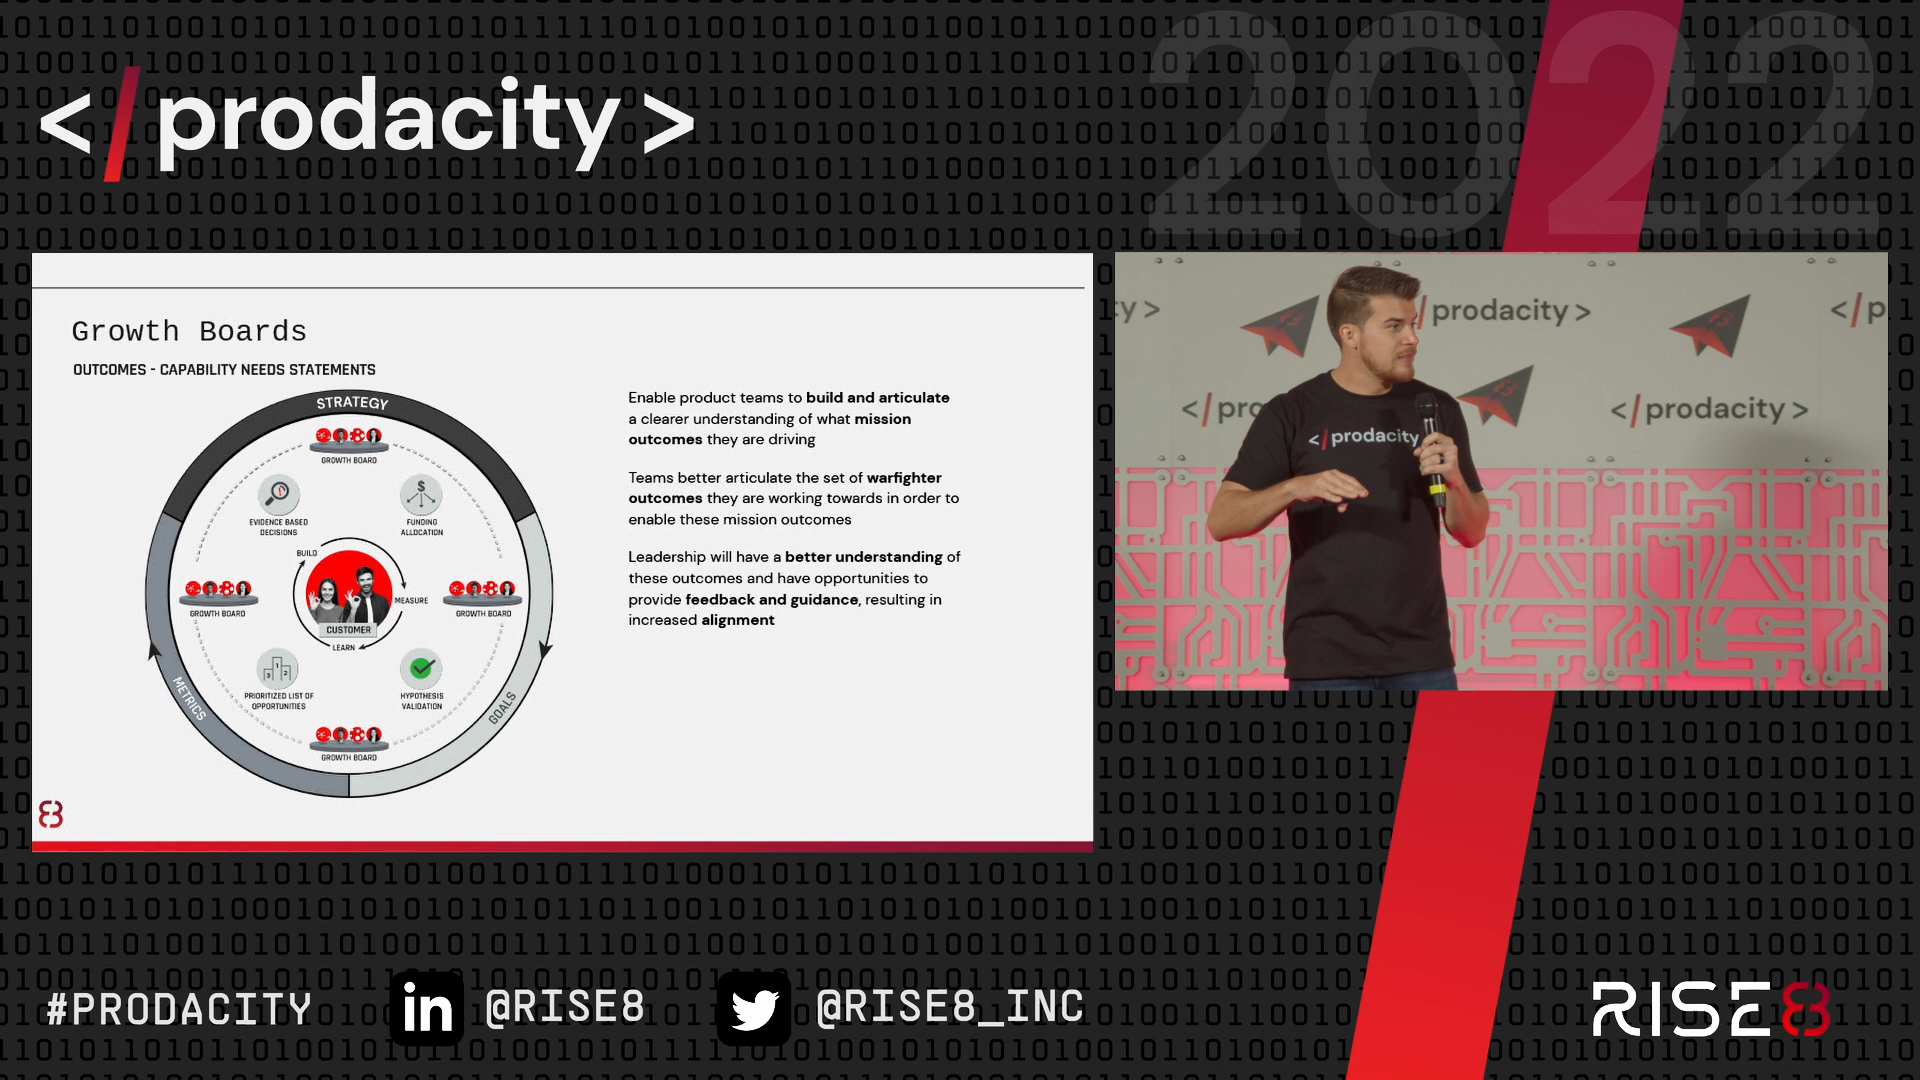 2022
</prodacity>
Growth Boards
OUTCOMES - CAPABILITY NEEDS STATEMENTS
STRATEGY
GROWTH BOARD
EVIDENCE BASED
DECISIONS
FUNDING
ALLOCATION
BUILD
MEASURE
LEARN
CUSTOMER
GROWTH BOARD
GROWTH BOARD
PRIORITIZED LIST OF
OPPORTUNITIES
HYPOTHESIS
VALIDATION
METRICS
GOALS
GROWTH BOARD
Enable product teams to build and articulate
a clearer understanding of what mission
outcomes they are driving
Teams better articulate the set of warfighter
outcomes they are working towards in order to
enable these mission outcomes
Leadership will have a better understanding of
these outcomes and have opportunities to
provide feedback and guidance, resulting in
increased alignment
8
ty>
/prodacity>
</p
</pro
</prodacity>
</prodacity
#PRODACITY
in @RISE8
@RISE8_INC
RISE8